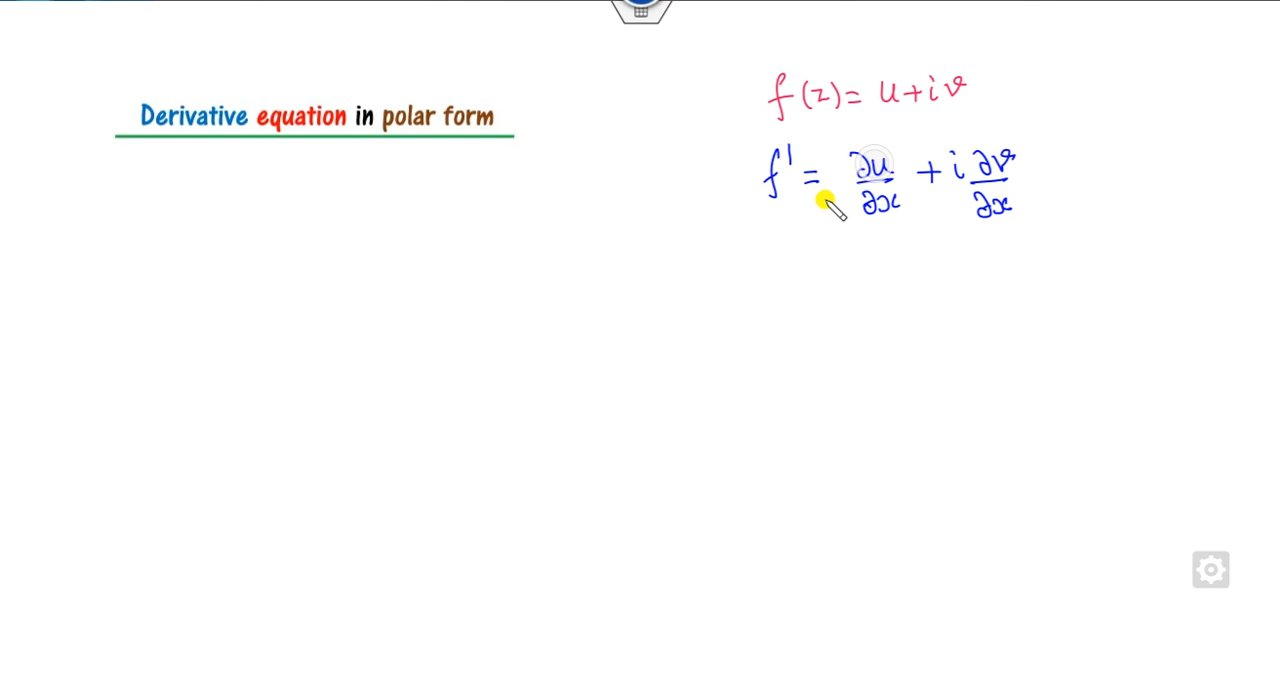 Derivative equation in polar form
f(z) = u + iv
f' = ∂u/∂x + i ∂v/∂x